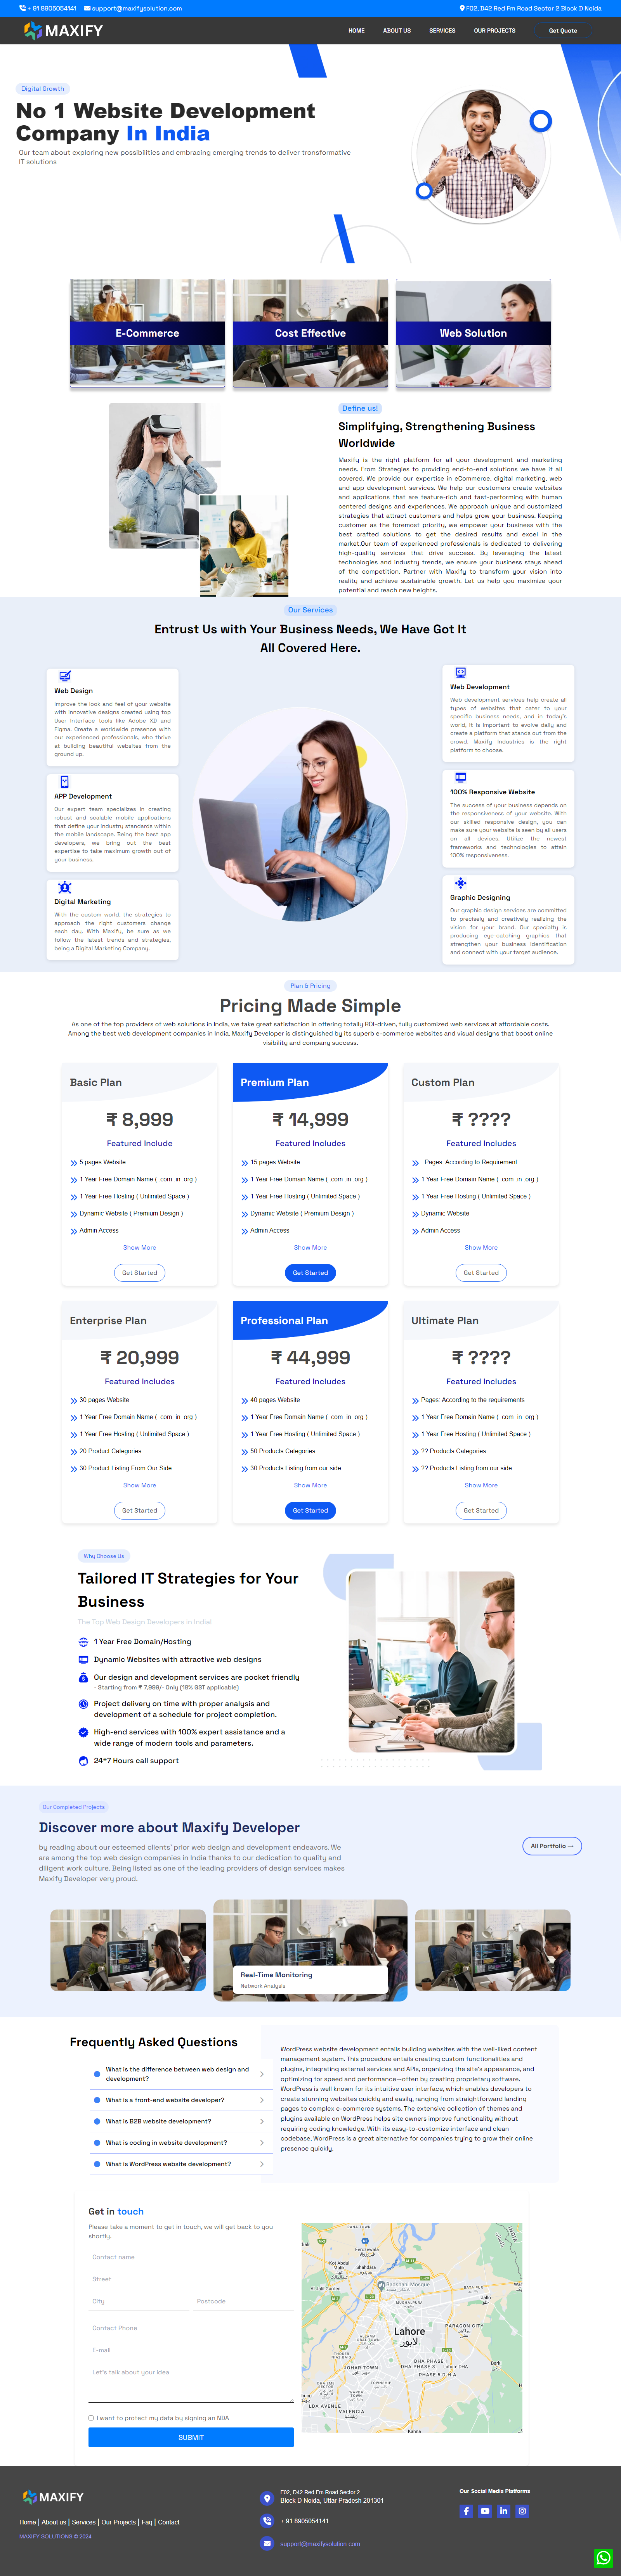 + 91 8905054141 support@maxifysolution.com
F02, D42 Red Fm Road Sector 2 Block D Noida
MAXIFY
HOME ABOUT US SERVICES OUR PROJECTS Get Quote
Digital Growth
No 1 Website Development
Company In India
Our team about exploring new possibilities and embracing emerging trends to deliver transformative
IT solutions
E-Commerce
Cost Effective
Web Solution
Define us!
Simplifying, Strengthening Business
Worldwide
Maxify is the right platform for all your development and marketing
needs. From Strategies to providing end-to-end solutions we have it all
covered. We provide our expertise in eCommerce, digital marketing, web
and app development services. We help our customers create websites
and applications that are feature-rich and fast-performing with human
centered designs and experiences. We approach unique and customized
strategies that attract customers and helps grow your business. Keeping
customer as the foremost priority, we empower your business with the
best crafted solutions to get the desired results and excel in the
market.Our team of experienced professionals is dedicated to delivering
high-quality services that drive success. By leveraging the latest
technologies and industry trends, we ensure your business stays ahead
of the competition. Partner with Maxify to transform your vision into
reality and achieve sustainable growth. Let us help you maximize your
potential and reach new heights.
Our Services
Entrust Us with Your Business Needs, We Have Got It
All Covered Here.
Web Design
Improve the look and feel of your website
with innovative designs created using top
User Interface tools like Adobe XD and
Figma. Create a worldwide presence with
our experienced professionals, who thrive
at building beautiful websites from the
ground up.
APP Development
Our expert team specializes in creating
robust and scalable mobile applications
that define your industry standards within
the mobile landscape. Being the best app
developers, we bring out the best
expertise to take maximum growth out of
your business.
Digital Marketing
With the custom world, the strategies to
approach the right customers change
each day. With Maxify, be sure as we
follow the latest trends and strategies,
being a Digital Marketing Company.
Web Development
Web development services help create all
types of websites that cater to your
specific business needs, and in today's
world, it is important to evolve daily and
create a platform that stands out from the
crowd. Maxify Industries is the right
platform to choose.
100% Responsive Website
The success of your business depends on
the responsiveness of your website. With
our skilled responsive design, you can
make sure your website is seen by all users
on all devices. Utilize the newest
frameworks and technologies to attain
100% responsiveness.
Graphic Designing
Our graphic design services are committed
to precisely and creatively realizing the
vision for your brand. Our specialty is
producing eye-catching graphics that
strengthen your business identification
and connect with your target audience.
Plan & Pricing
Pricing Made Simple
As one of the top providers of web solutions in India, we take great satisfaction in offering totally ROI-driven, fully customized web services at affordable costs.
Among the best web development companies in India, Maxify Developer is distinguished by its superb e-commerce websites and visual designs that boost online
visibility and company success.
Basic Plan
₹ 8,999
Featured Include
5 pages Website
1 Year Free Domain Name ( .com .in .org )
1 Year Free Hosting ( Unlimited Space )
Dynamic Website ( Premium Design )
Admin Access
Show More
Get Started
Premium Plan
₹ 14,999
Featured Includes
15 pages Website
1 Year Free Domain Name ( .com .in .org )
1 Year Free Hosting ( Unlimited Space )
Dynamic Website ( Premium Design )
Admin Access
Show More
Get Started
Custom Plan
₹ ????
Featured Includes
Pages: According to Requirement
1 Year Free Domain Name ( .com .in .org )
1 Year Free Hosting ( Unlimited Space )
Dynamic Website
Admin Access
Show More
Get Started
Enterprise Plan
₹ 20,999
Featured Includes
30 pages Website
1 Year Free Domain Name ( .com .in .org )
1 Year Free Hosting ( Unlimited Space )
20 Product Categories
30 Product Listing From Our Side
Show More
Get Started
Professional Plan
₹ 44,999
Featured Includes
40 pages Website
1 Year Free Domain Name ( .com .in .org )
1 Year Free Hosting ( Unlimited Space )
50 Products Categories
30 Products Listing from our side
Show More
Get Started
Ultimate Plan
₹ ????
Featured Includes
Pages: According to the requirements
1 Year Free Domain Name ( .com .in .org )
1 Year Free Hosting ( Unlimited Space )
?? Products Categories
?? Products Listing from our side
Show More
Get Started
Why Choose Us
Tailored IT Strategies for Your
Business
The Top Web Design Developers in India!
1 Year Free Domain/Hosting
Dynamic Websites with attractive web designs
Our design and development services are pocket friendly
- Starting from ₹ 7,999/- Only (18% GST applicable)
Project delivery on time with proper analysis and
development of a schedule for project completion.
High-end services with 100% expert assistance and a
wide range of modern tools and parameters.
24*7 Hours call support
Our Completed Projects
Discover more about Maxify Developer
by reading about our esteemed clients' prior web design and development endeavors. We
are among the top web design companies in India thanks to our dedication to quality and
diligent work culture. Being listed as one of the leading providers of design services makes
Maxify Developer very proud.
All Portfolio →
Real-Time Monitoring
Network Analysis
Frequently Asked Questions
What is the difference between web design and
development?
What is a front-end website developer?
What is B2B website development?
What is coding in website development?
What is WordPress website development?
WordPress website development entails building websites with the well-liked content
management system. This procedure entails creating custom functionalities and
plugins, integrating external services and APIs, organizing the site's appearance, and
optimizing for speed and performance—often by creating proprietary software.
WordPress is well known for its intuitive user interface, which enables developers to
create stunning websites quickly and easily, ranging from straightforward landing
pages to complex e-commerce systems. The extensive collection of themes and
plugins available on WordPress helps site owners improve functionality without
requiring coding knowledge. With its easy-to-customize interface and clean
codebase, WordPress is a great alternative for companies trying to grow their online
presence quickly.
Get in touch
Please take a moment to get in touch, we will get back to you
shortly.
Contact name
Street
City Postcode
Contact Phone
E-mail
Let's talk about your idea
I want to protect my data by signing an NDA
SUBMIT
Ferozewala
Kot Abdul
Malik
Shahdara
Badshahi Mosque
Lahore
لاہور
PARAGON CITY
JOHAR TOWN
DHA PHASE 1
DHA PHASE 3 Lahore DHA
PHASE 5 D.H.A
Barki
LDA AVENUE
VALENCIA
Kahna
MAXIFY
Home | About us | Services | Our Projects | Faq | Contact
MAXIFY SOLUTIONS © 2024
F02, D42 Red Fm Road Sector 2
Block D Noida, Uttar Pradesh 201301
+ 91 8905054141
support@maxifysolution.com
Our Social Media Platforms